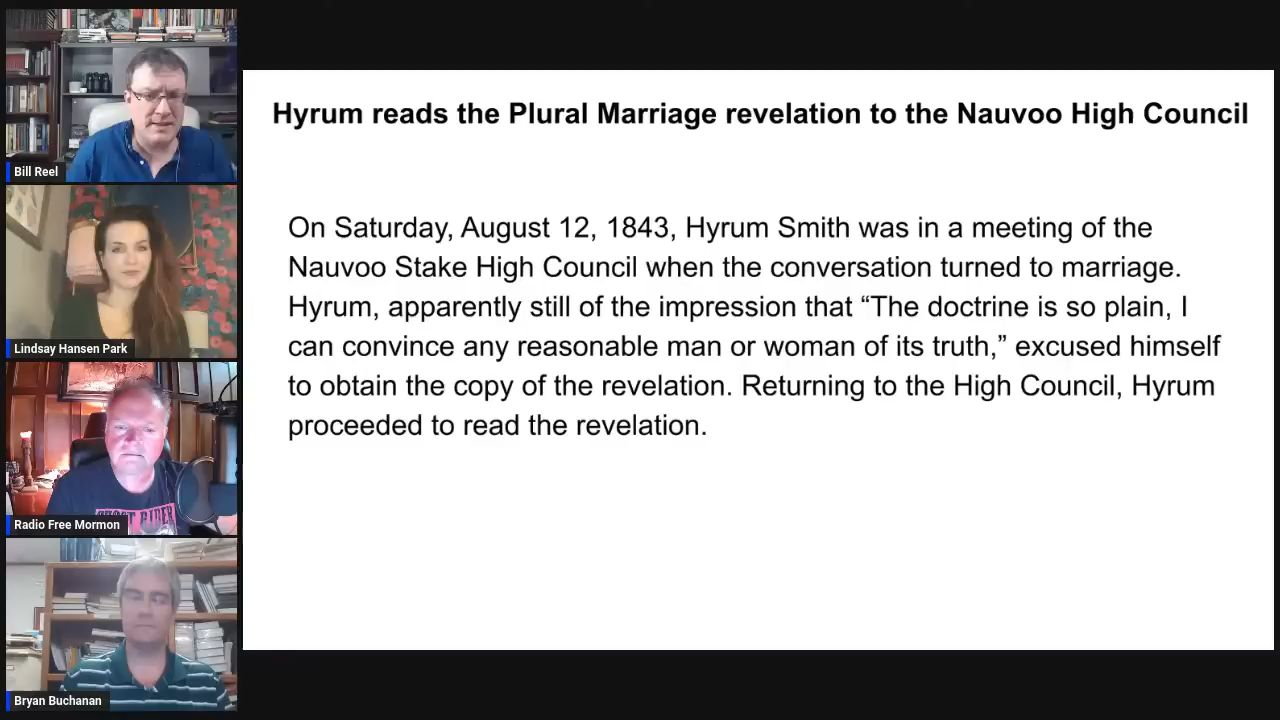 Bill Reel
Lindsay Hansen Park
Radio Free Mormon
Bryan Buchanan
Hyrum reads the Plural Marriage revelation to the Nauvoo High Council
On Saturday, August 12, 1843, Hyrum Smith was in a meeting of the
Nauvoo Stake High Council when the conversation turned to marriage.
Hyrum, apparently still of the impression that “The doctrine is so plain, I
can convince any reasonable man or woman of its truth,” excused himself
to obtain the copy of the revelation. Returning to the High Council, Hyrum
proceeded to read the revelation.